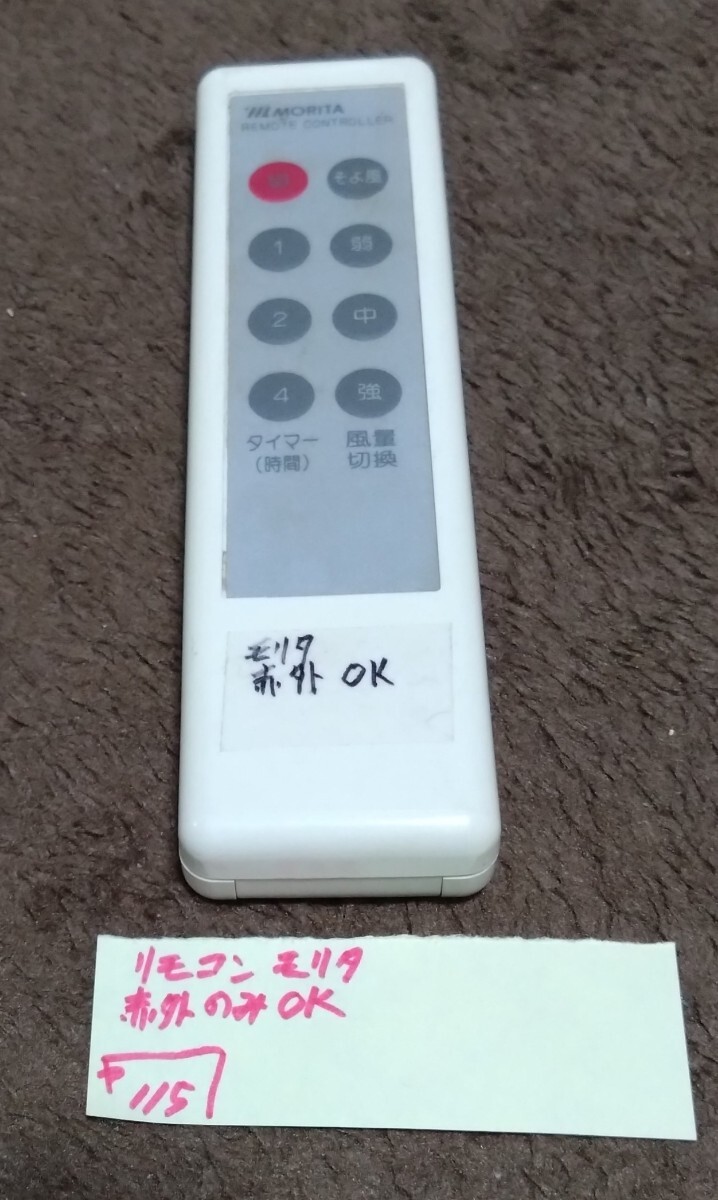 MORITA
REMOTE CONTROLLER
そよ風
1 弱
2 中
4 強
タイマー 風量
(時間) 切換
モリタ
赤外 OK
リモコン モリタ
赤外のみOK
ヤ
115